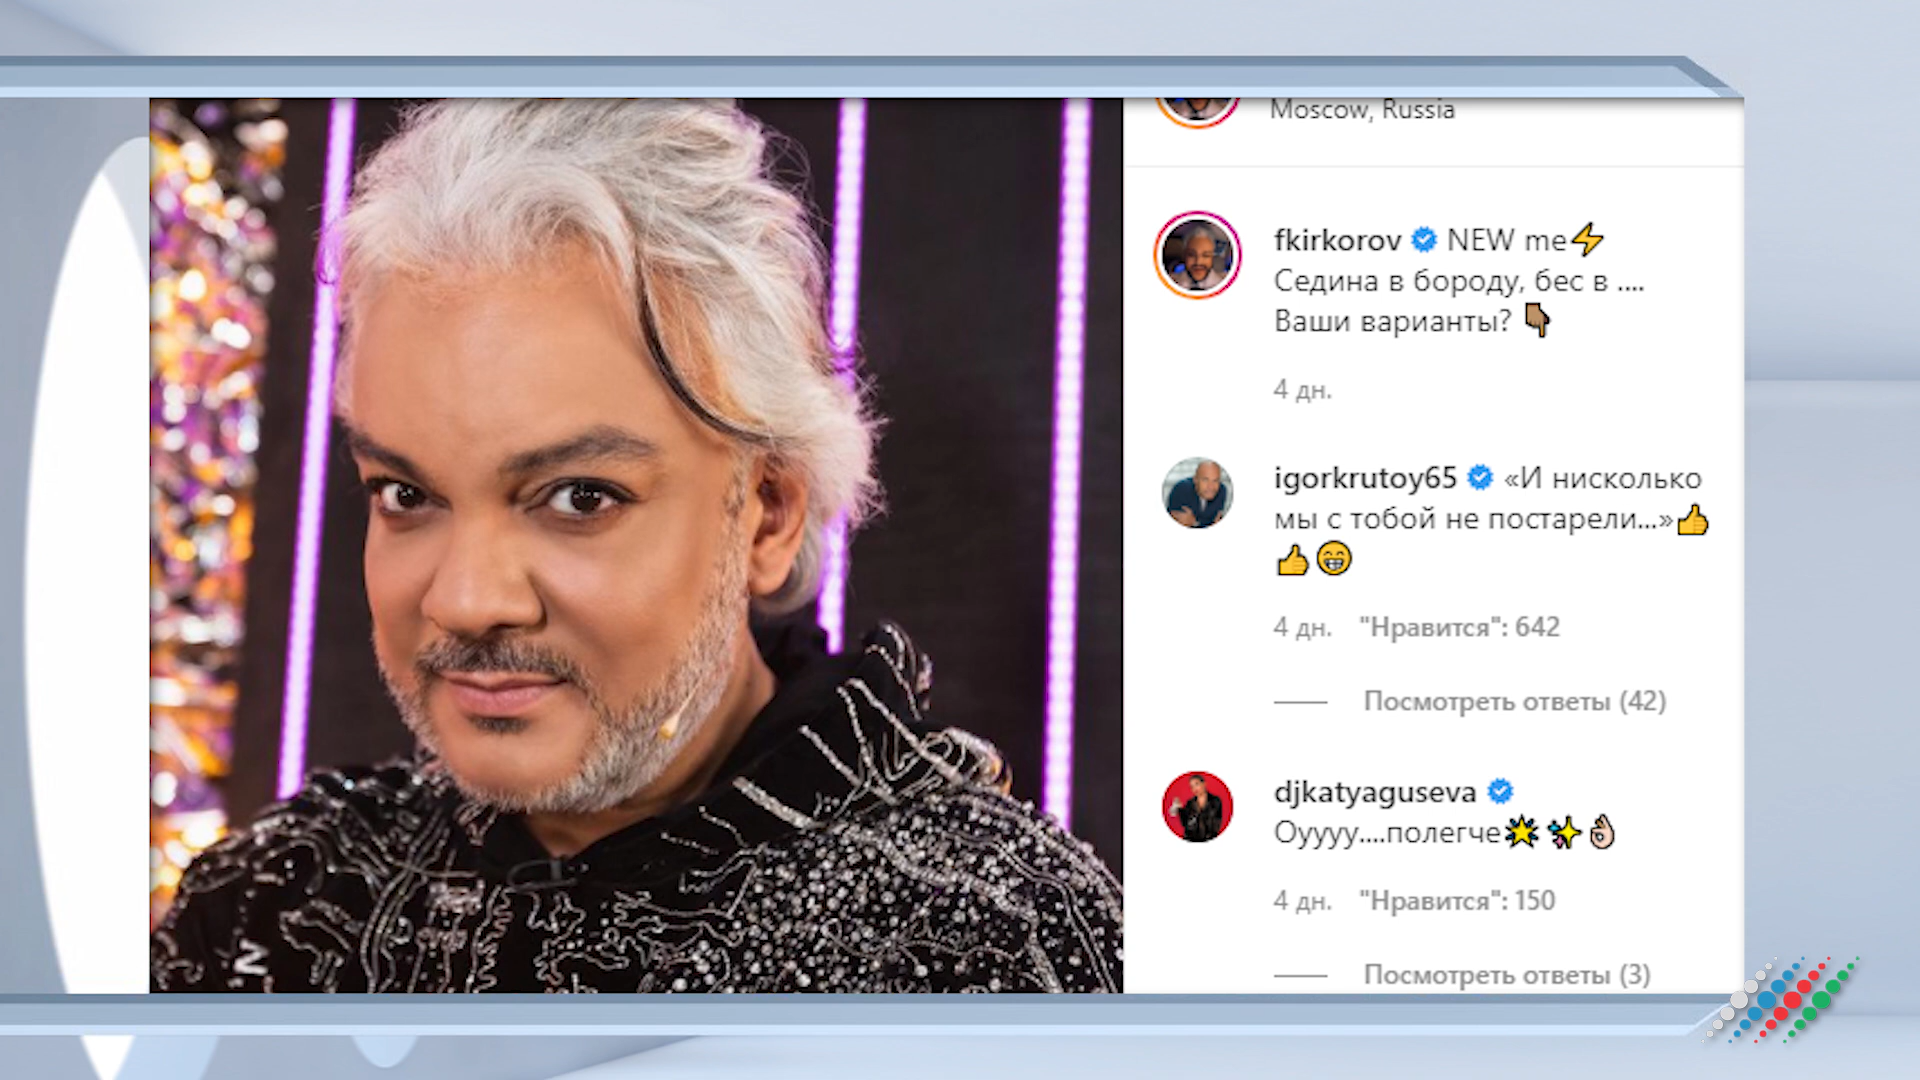 Moscow, Russia
fkirkorov NEW me⚡
Седина в бороду, бес в ....
Ваши варианты? 👇🏾
4 дн.
igorkrutoy65 «И нисколько
мы с тобой не постарели...»👍
👍😁
4 дн. "Нравится": 642
Посмотреть ответы (42)
djkatyaguseva
Оуууу....полегче🌟✨👌🏻
4 дн. "Нравится": 150
Посмотреть ответы (3)
N